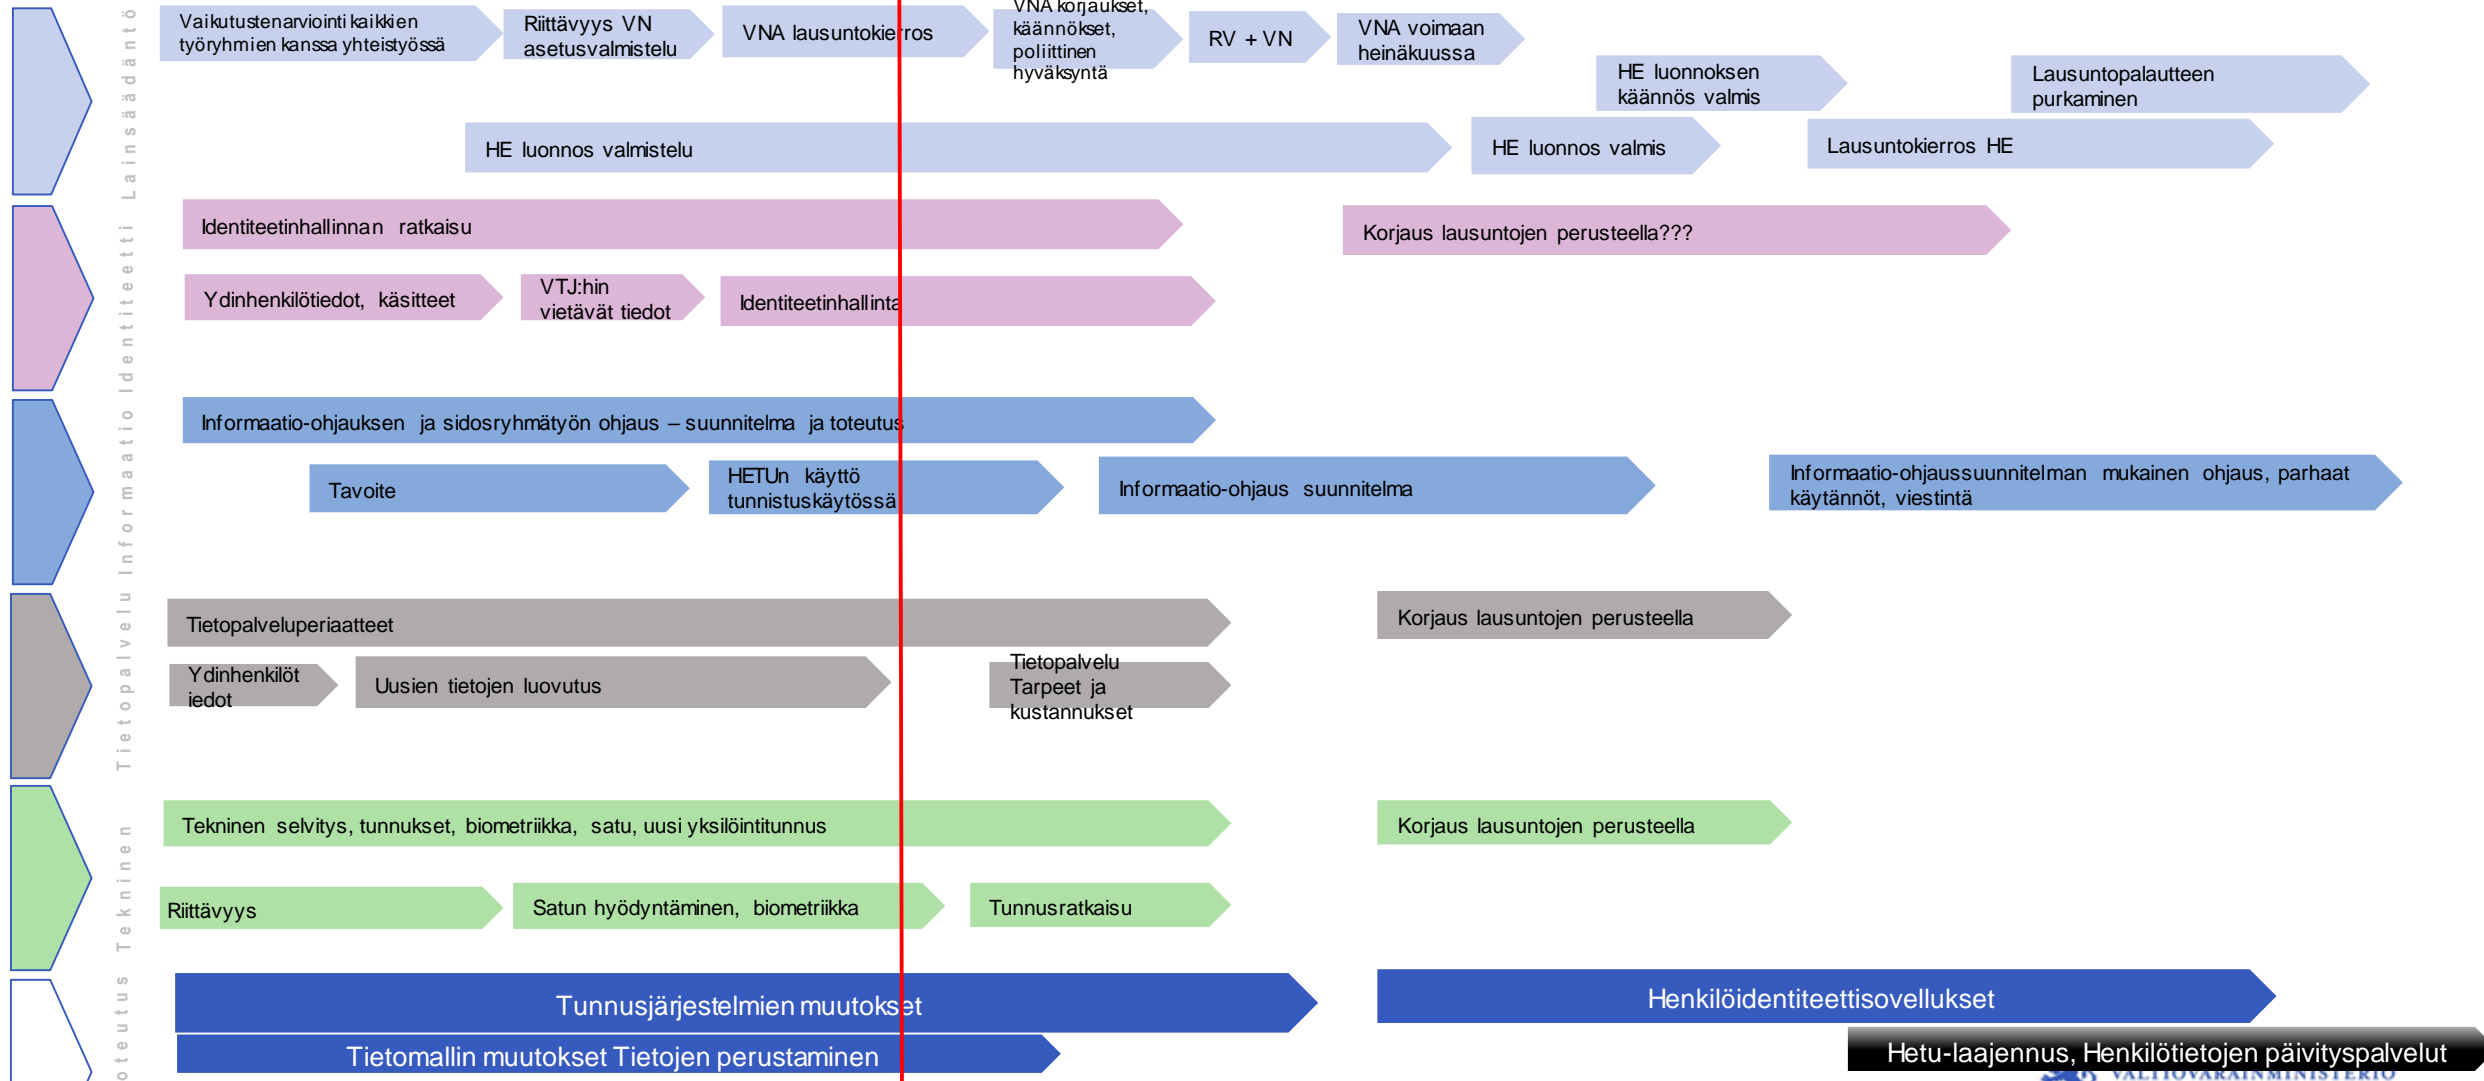 Lainsäädäntö
Vaikutustenarviointi kaikkien
työryhmien kanssa yhteistyössä
Riittävyys VN
asetusvalmistelu
VNA lausuntokierros
VNA korjaukset,
käännökset,
poliittinen
hyväksyntä
RV + VN
VNA voimaan
heinäkuussa
HE luonnoksen
käännös valmis
Lausuntopalautteen
purkaminen
HE luonnos valmistelu
HE luonnos valmis
Lausuntokierros HE
Identiteetti
Identiteetinhallinnan ratkaisu
Korjaus lausuntojen perusteella???
Ydinhenkilötiedot, käsitteet
VTJ:hin
vietävät tiedot
Identiteetinhallinta
Informaatio
Informaatio-ohjauksen ja sidosryhmätyön ohjaus – suunnitelma ja toteutus
Tavoite
HETUn käyttö
tunnistuskäytössä
Informaatio-ohjaus suunnitelma
Informaatio-ohjaussuunnitelman mukainen ohjaus, parhaat
käytännöt, viestintä
Tietopalvelu
Tietopalveluperiaatteet
Korjaus lausuntojen perusteella
Ydinhenkilöt
iedot
Uusien tietojen luovutus
Tietopalvelu
Tarpeet ja
kustannukset
Tekninen
Tekninen selvitys, tunnukset, biometriikka, satu, uusi yksilöintitunnus
Korjaus lausuntojen perusteella
Riittävyys
Satun hyödyntäminen, biometriikka
Tunnusratkaisu
oteutus
Tunnusjärjestelmien muutokset
Henkilöidentiteettisovellukset
Tietomallin muutokset Tietojen perustaminen
Hetu-laajennus, Henkilötietojen päivityspalvelut
VALTIOVARAINMINISTERIÖ